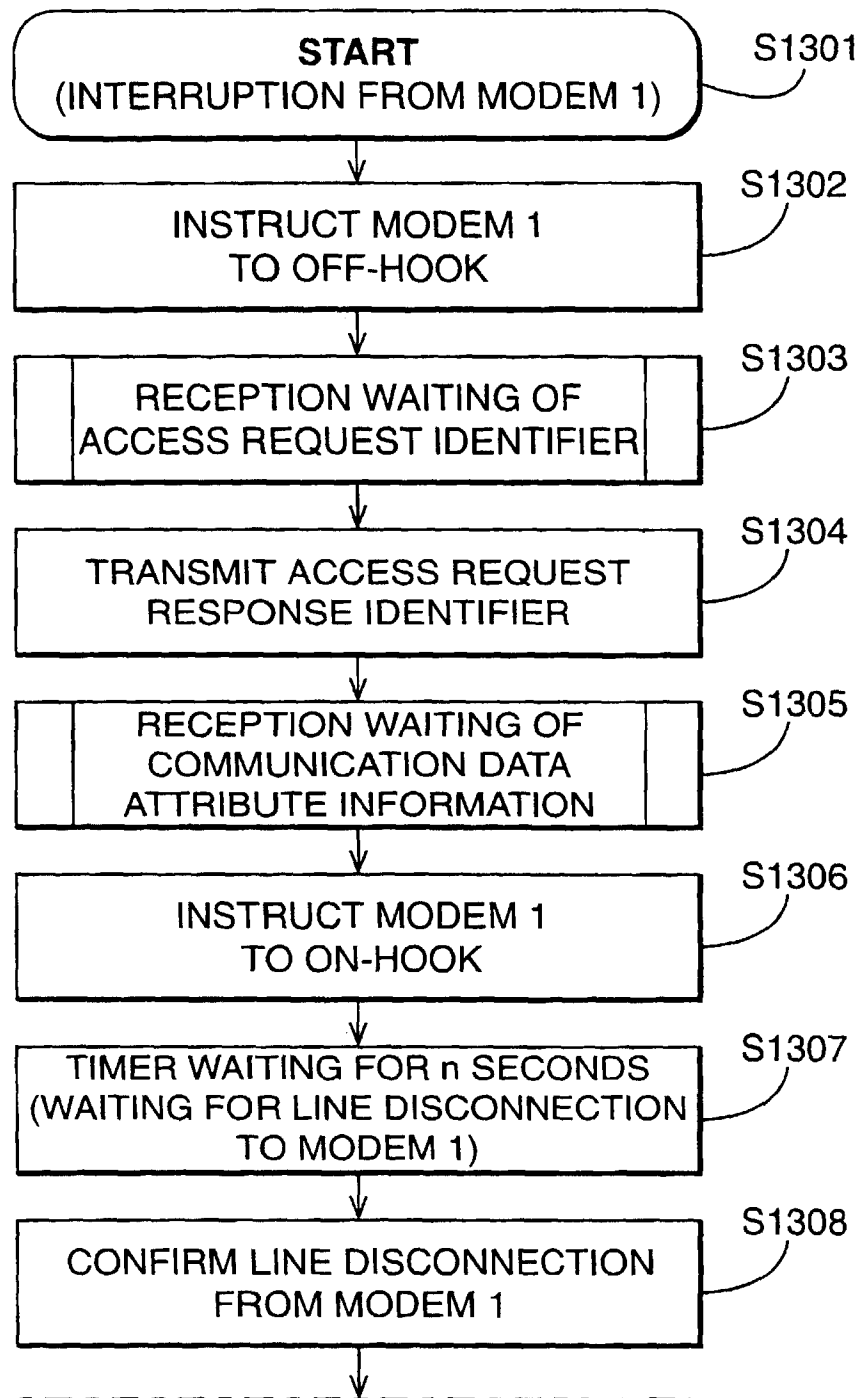 START
(INTERRUPTION FROM MODEM 1)
S1301
INSTRUCT MODEM 1
TO OFF-HOOK
S1302
RECEPTION WAITING OF
ACCESS REQUEST IDENTIFIER
S1303
TRANSMIT ACCESS REQUEST
RESPONSE IDENTIFIER
S1304
RECEPTION WAITING OF
COMMUNICATION DATA
ATTRIBUTE INFORMATION
S1305
INSTRUCT MODEM 1
TO ON-HOOK
S1306
TIMER WAITING FOR n SECONDS
(WAITING FOR LINE DISCONNECTION
TO MODEM 1)
S1307
CONFIRM LINE DISCONNECTION
FROM MODEM 1
S1308